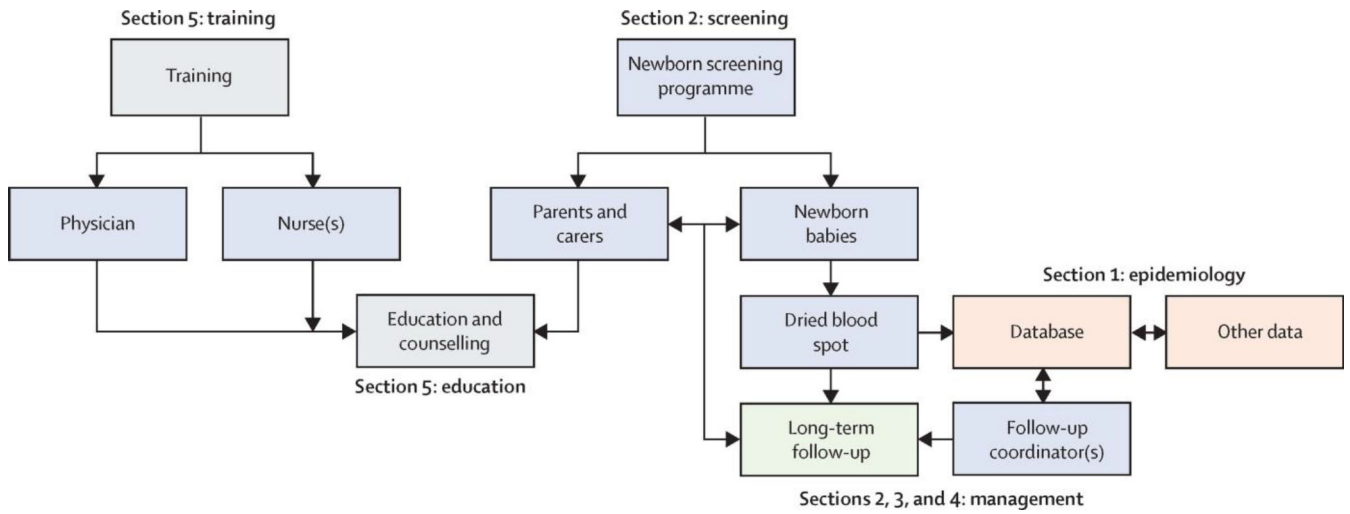 Section 5: training
Section 2: screening
Training
Newborn screening
programme
Physician
Nurse(s)
Parents and
carers
Newborn
babies
Section 1: epidemiology
Education and
counselling
Dried blood
spot
Database
Other data
Section 5: education
Long-term
follow-up
Follow-up
coordinator(s)
Sections 2, 3, and 4: management